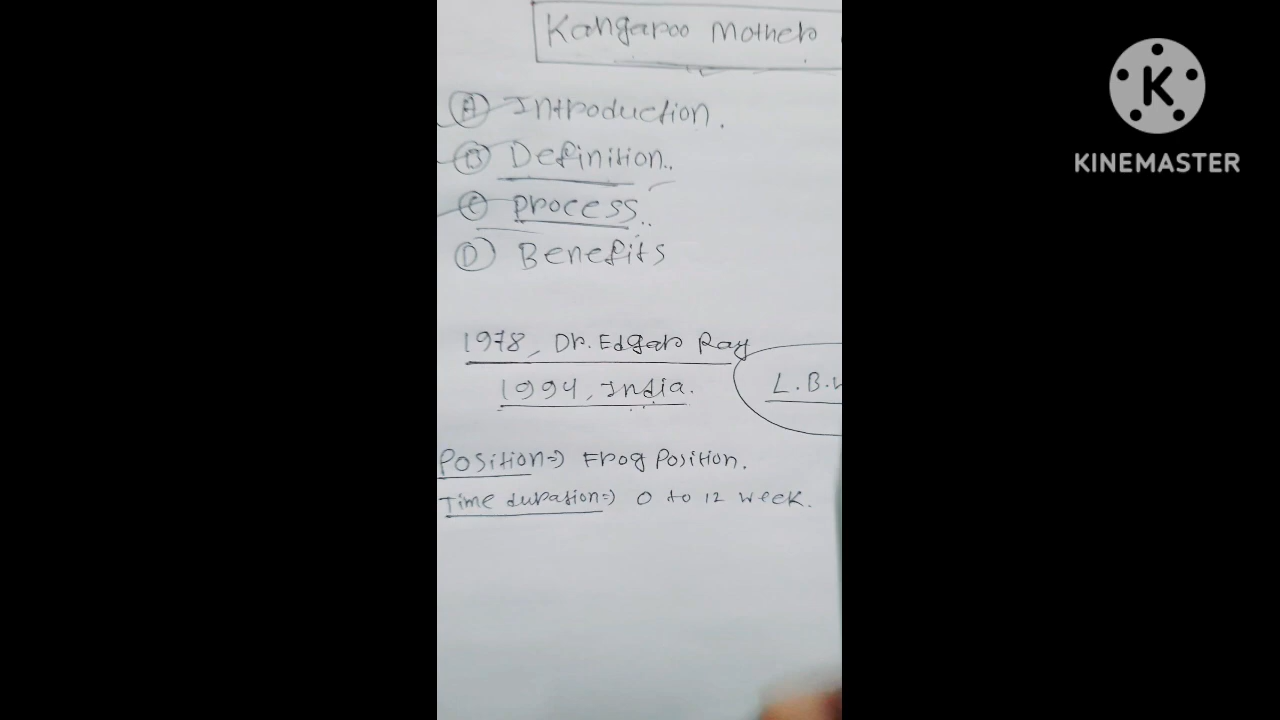 Kangaroo Mother
A Introduction.
B Definition..
C Process..
D Benefits
1978, Dr. Edgar Ray
1994, India.
L.B.W
Position=) Frog Position.
Time duration=) 0 to 12 week.
K
KINEMASTER